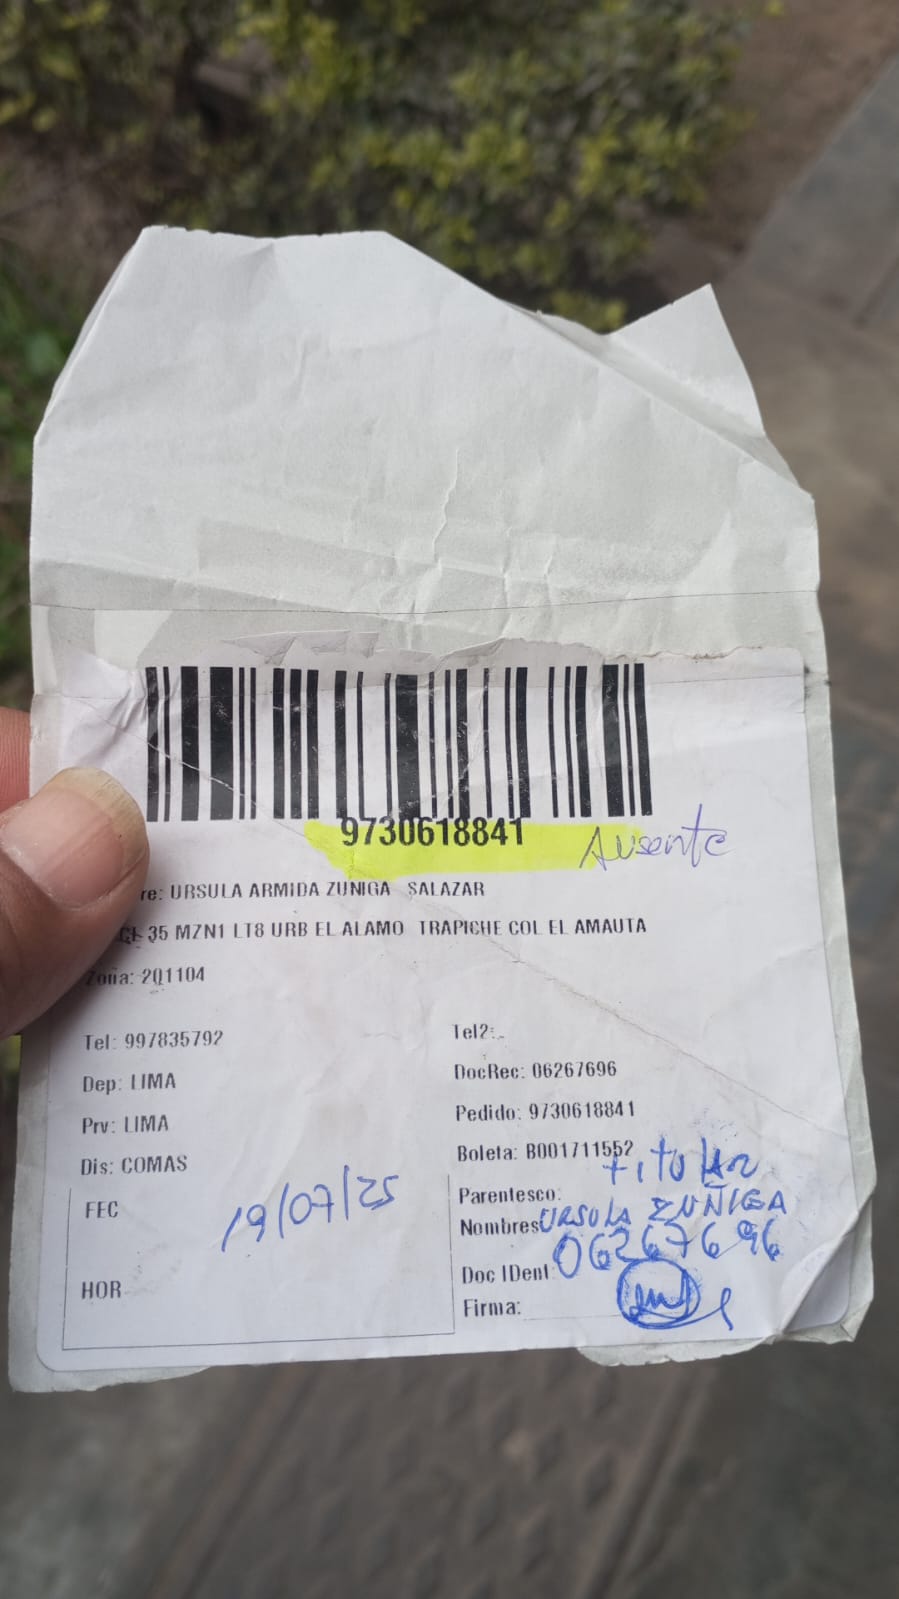 9730618841
Ausente
re: URSULA ARMIDA ZUNIGA SALAZAR
CL 35 MZN1 LT8 URB EL ALAMO TRAPICHE COL EL AMAUTA
Zona: 201104
Tel: 997835792
Tel2:-
Dep: LIMA
DocRec: 06267696
Prv: LIMA
Pedido: 9730618841
Dis: COMAS
Boleta: B001711552
titular
FEC
19/07/25
Parentesco:
Nombres URSULA ZUÑIGA
06267696
HOR
Doc IDent:
Firma: